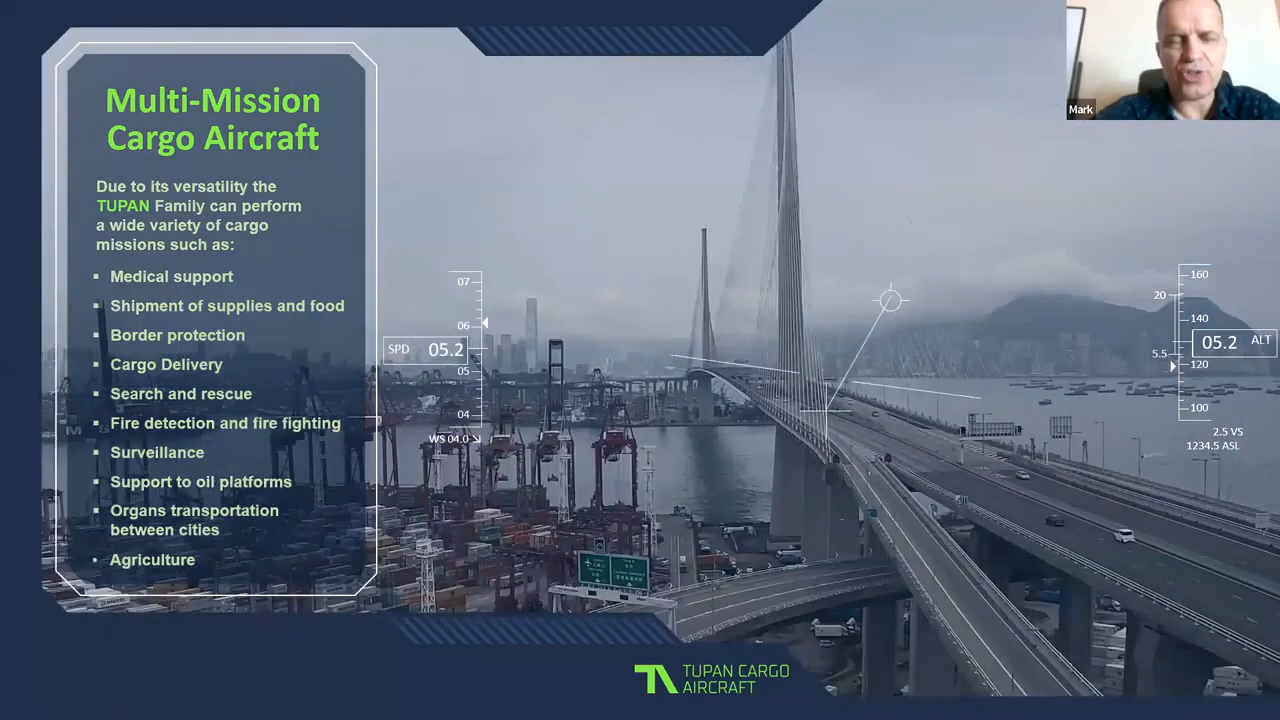 Multi-Mission
Cargo Aircraft
Due to its versatility the
TUPAN Family can perform
a wide variety of cargo
missions such as:
▪ Medical support
▪ Shipment of supplies and food
▪ Border protection
▪ Cargo Delivery
▪ Search and rescue
▪ Fire detection and fire fighting
▪ Surveillance
▪ Support to oil platforms
▪ Organs transportation
between cities
• Agriculture
07
06
SPD 05.2
05
04
WS 04.0
160
20
140
05.2 ALT
5.5
120
100
2.5 VS
1234.5 ASL
Mark
TUPAN CARGO
AIRCRAFT